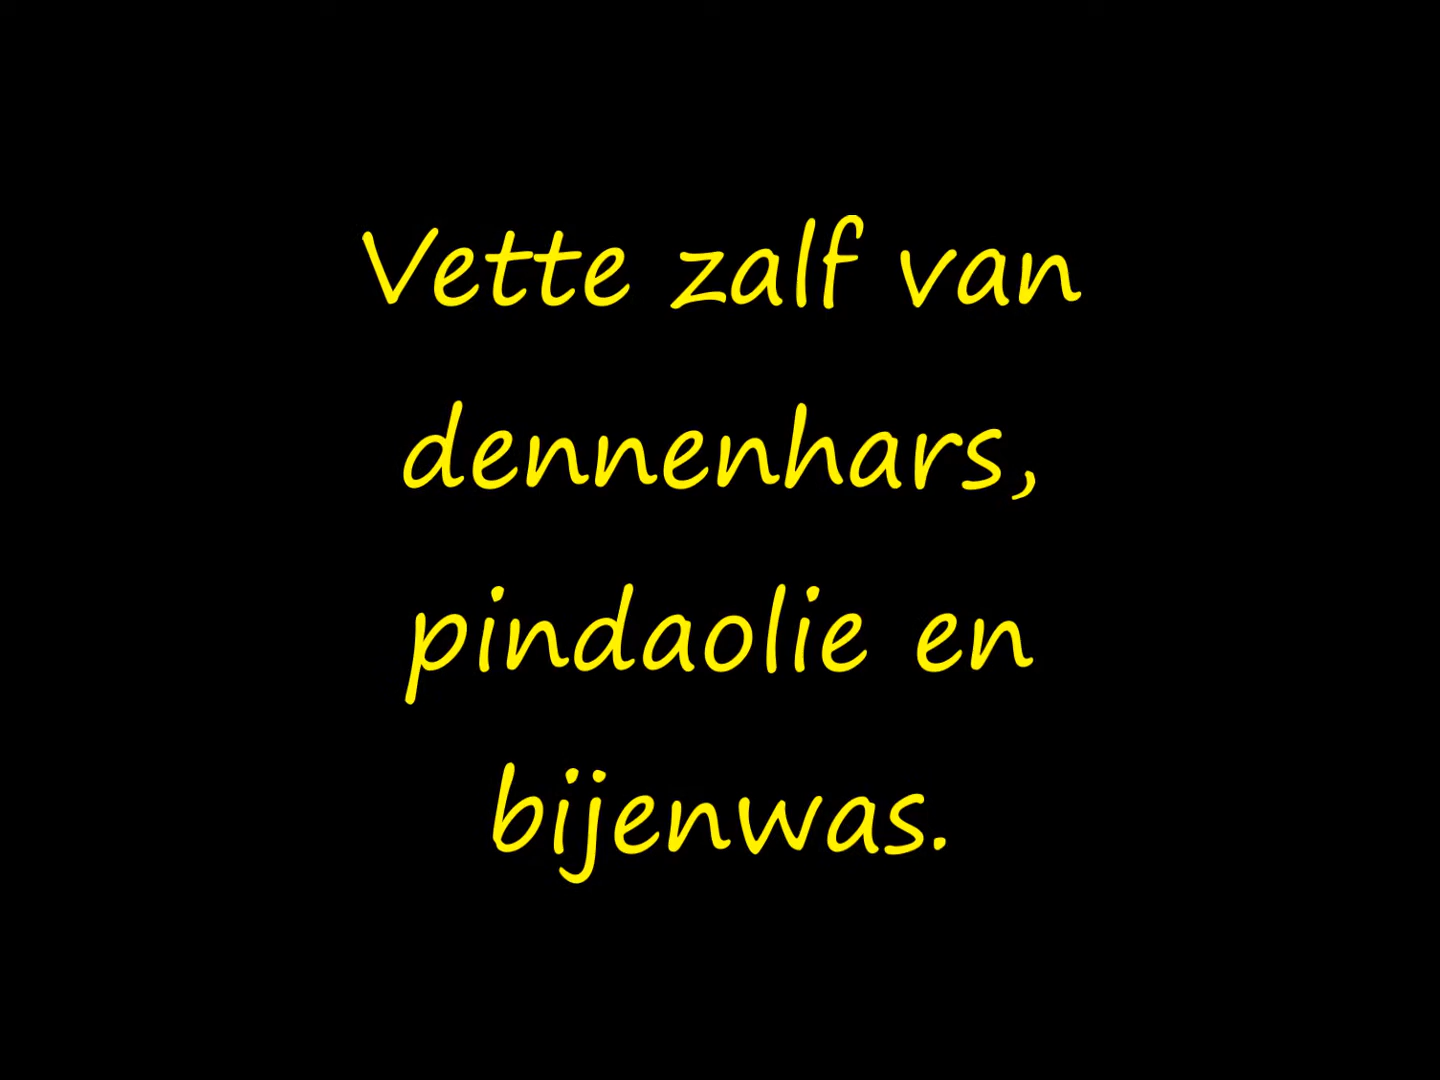 Vette zalf van
dennenhars,
pindaolie en
bijenwas.